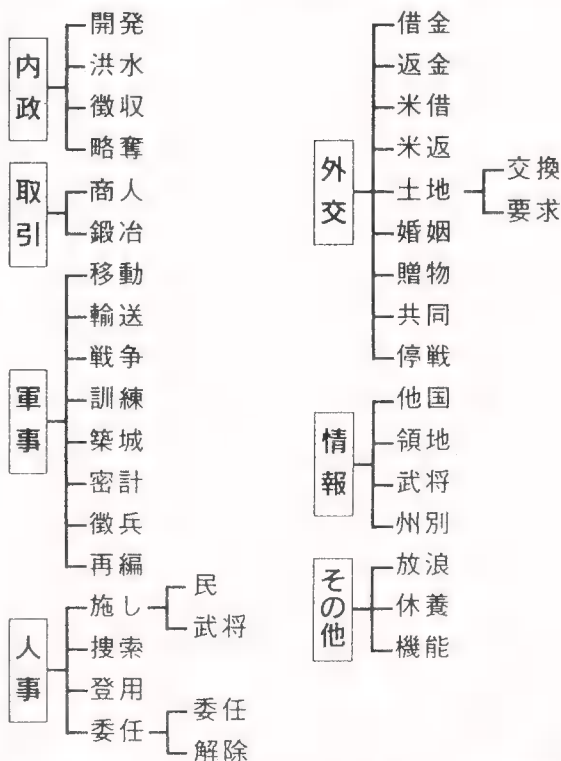 内政
開発
洪水
徴収
略奪
取引
商人
鍛冶
軍事
移動
輸送
戦争
訓練
築城
密計
徴兵
再編
人事
施し
民
武将
捜索
登用
委任
委任
解除
外交
借金
返金
米借
米返
土地
交換
要求
婚姻
贈物
共同
停戦
情報
他国
領地
武将
州別
その他
放浪
休養
機能